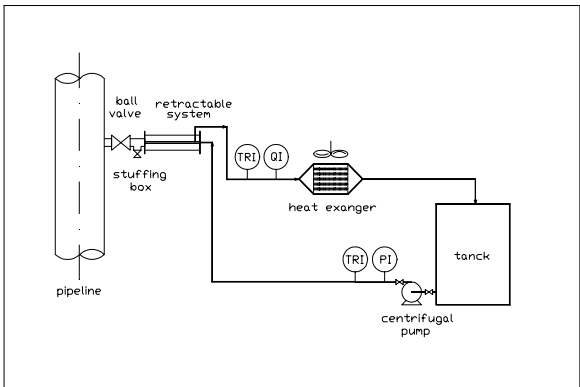 ball
valve
retractable
system
TRI
QI
stuffing
box
heat exanger
tanck
TRI
PI
pipeline
centrifugal
pump